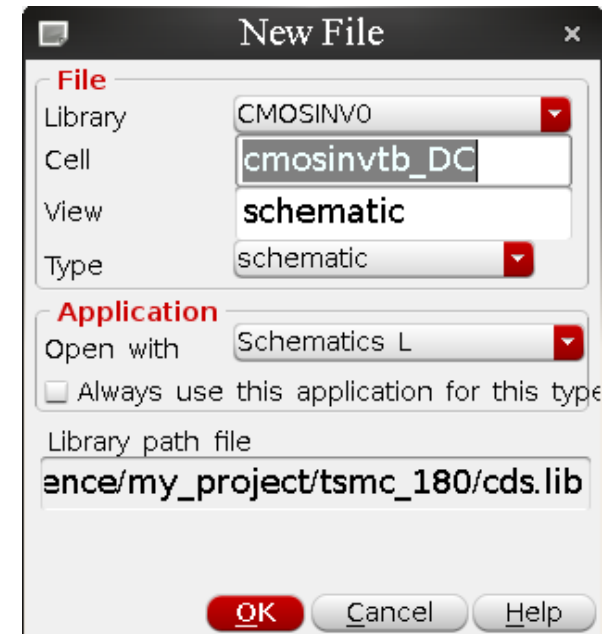 New File
File
Library CMOSINV0
Cell cmosinvtb_DC
View schematic
Type schematic
Application
Open with Schematics L
Always use this application for this type
Library path file
ence/my_project/tsmc_180/cds.lib
OK Cancel Help